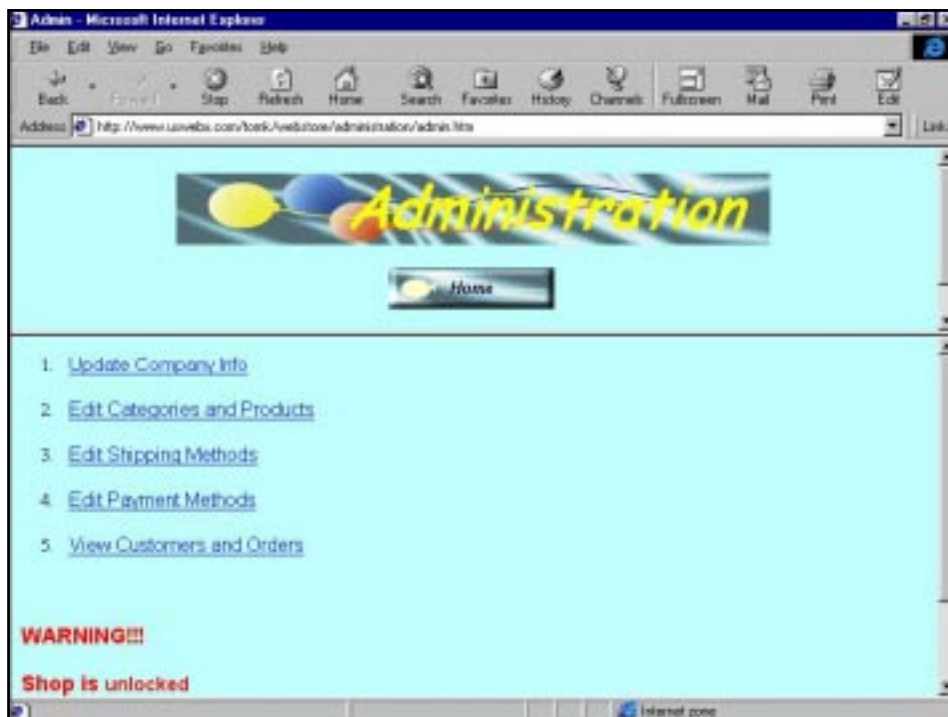 Admin - Microsoft Internet Explorer
File Edit View Go Favorites Help
Back Forward Stop Refresh Home Search Favorites History Channels Fullscreen Mail Print Edit
Address http://www.uswebs.com/tomk/webstore/administration/admin.htm Links
Administration
Home
1. Update Company Info
2. Edit Categories and Products
3. Edit Shipping Methods
4. Edit Payment Methods
5. View Customers and Orders
WARNING!!!
Shop is unlocked
Internet zone